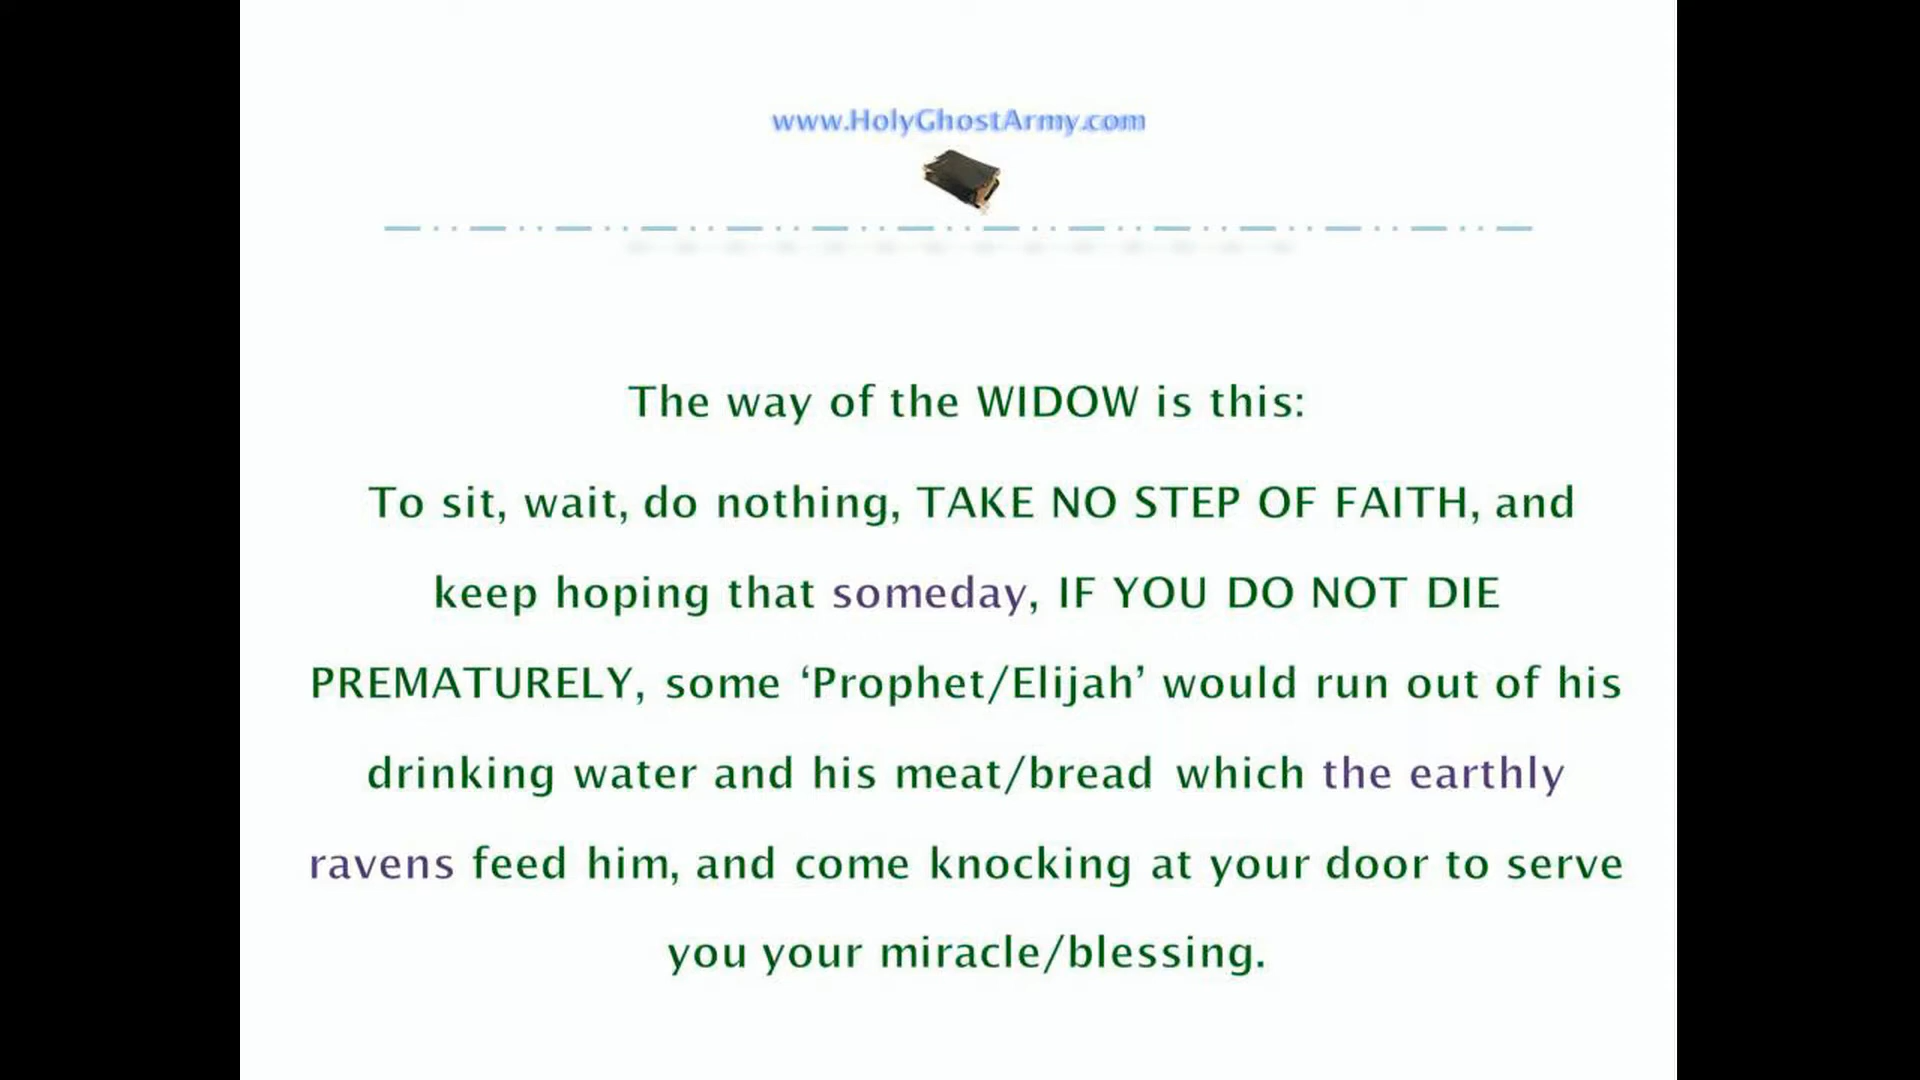 www.HolyGhostArmy.com
The way of the WIDOW is this:
To sit, wait, do nothing, TAKE NO STEP OF FAITH, and
keep hoping that someday, IF YOU DO NOT DIE
PREMATURELY, some ‘Prophet/Elijah’ would run out of his
drinking water and his meat/bread which the earthly
ravens feed him, and come knocking at your door to serve
you your miracle/blessing.